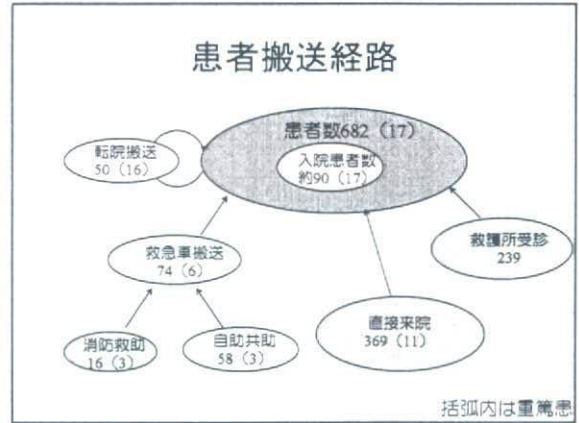 患者搬送経路
患者数682（17）
転院搬送
50（16）
入院患者数
約90（17）
救急車搬送
74（6）
救護所受診
239
直接来院
369（11）
消防救助
16（3）
自助共助
58（3）
括弧内は重篤患